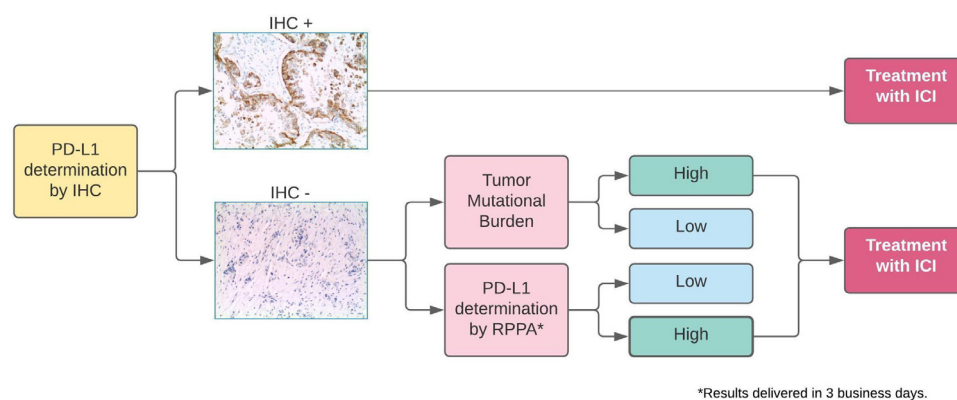 IHC +
Treatment
with ICI
PD-L1
determination
by IHC
IHC -
Tumor
Mutational
Burden
High
Low
Treatment
with ICI
PD-L1
determination
by RPPA*
Low
High
*Results delivered in 3 business days.